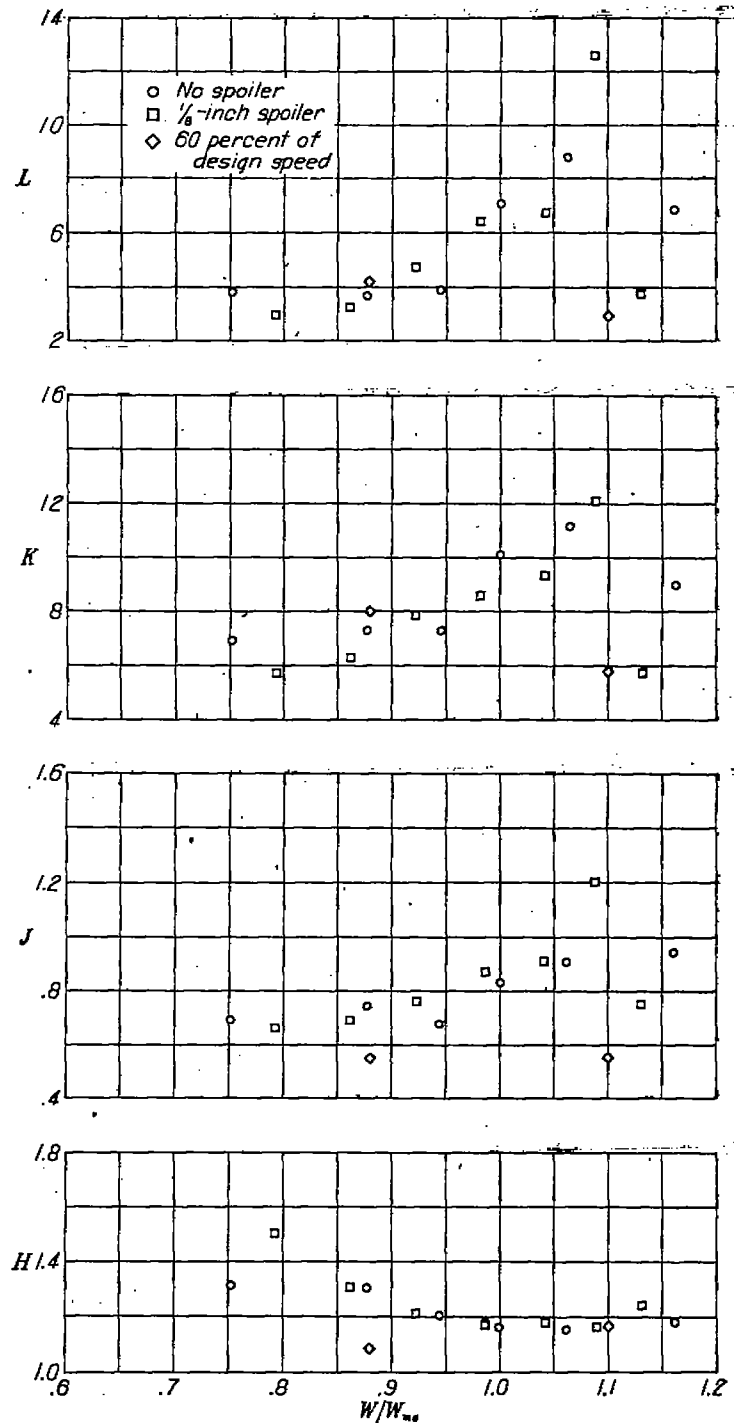 14
○ No spoiler
□ 1/8-inch spoiler
◇ 60 percent of
design speed
10
L
6
2
16
12
K
8
4
1.6
1.2
J
.8
.4
1.8
H 1.4
1.0
.6 .7 .8 .9 1.0 1.1 1.2